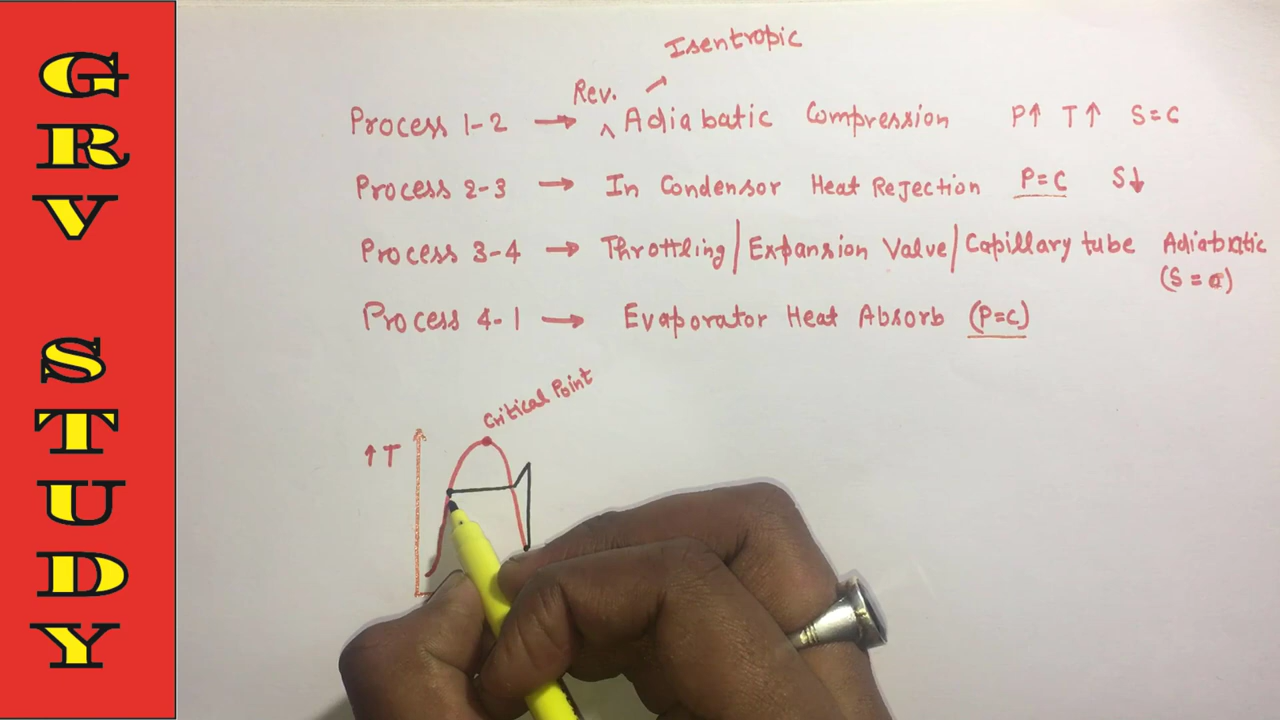 GRV STUDY
Isentropic
Rev.
Process 1-2 → ^ Adiabatic Compression P↑ T↑ S=C
Process 2-3 → In Condensor Heat Rejection P=C S↓
Process 3-4 → Throttling/Expansion Valve/Capillary tube Adiabatic
Process 4-1 → Evaporator Heat Absorb (P=C)
Critical Point
↑T